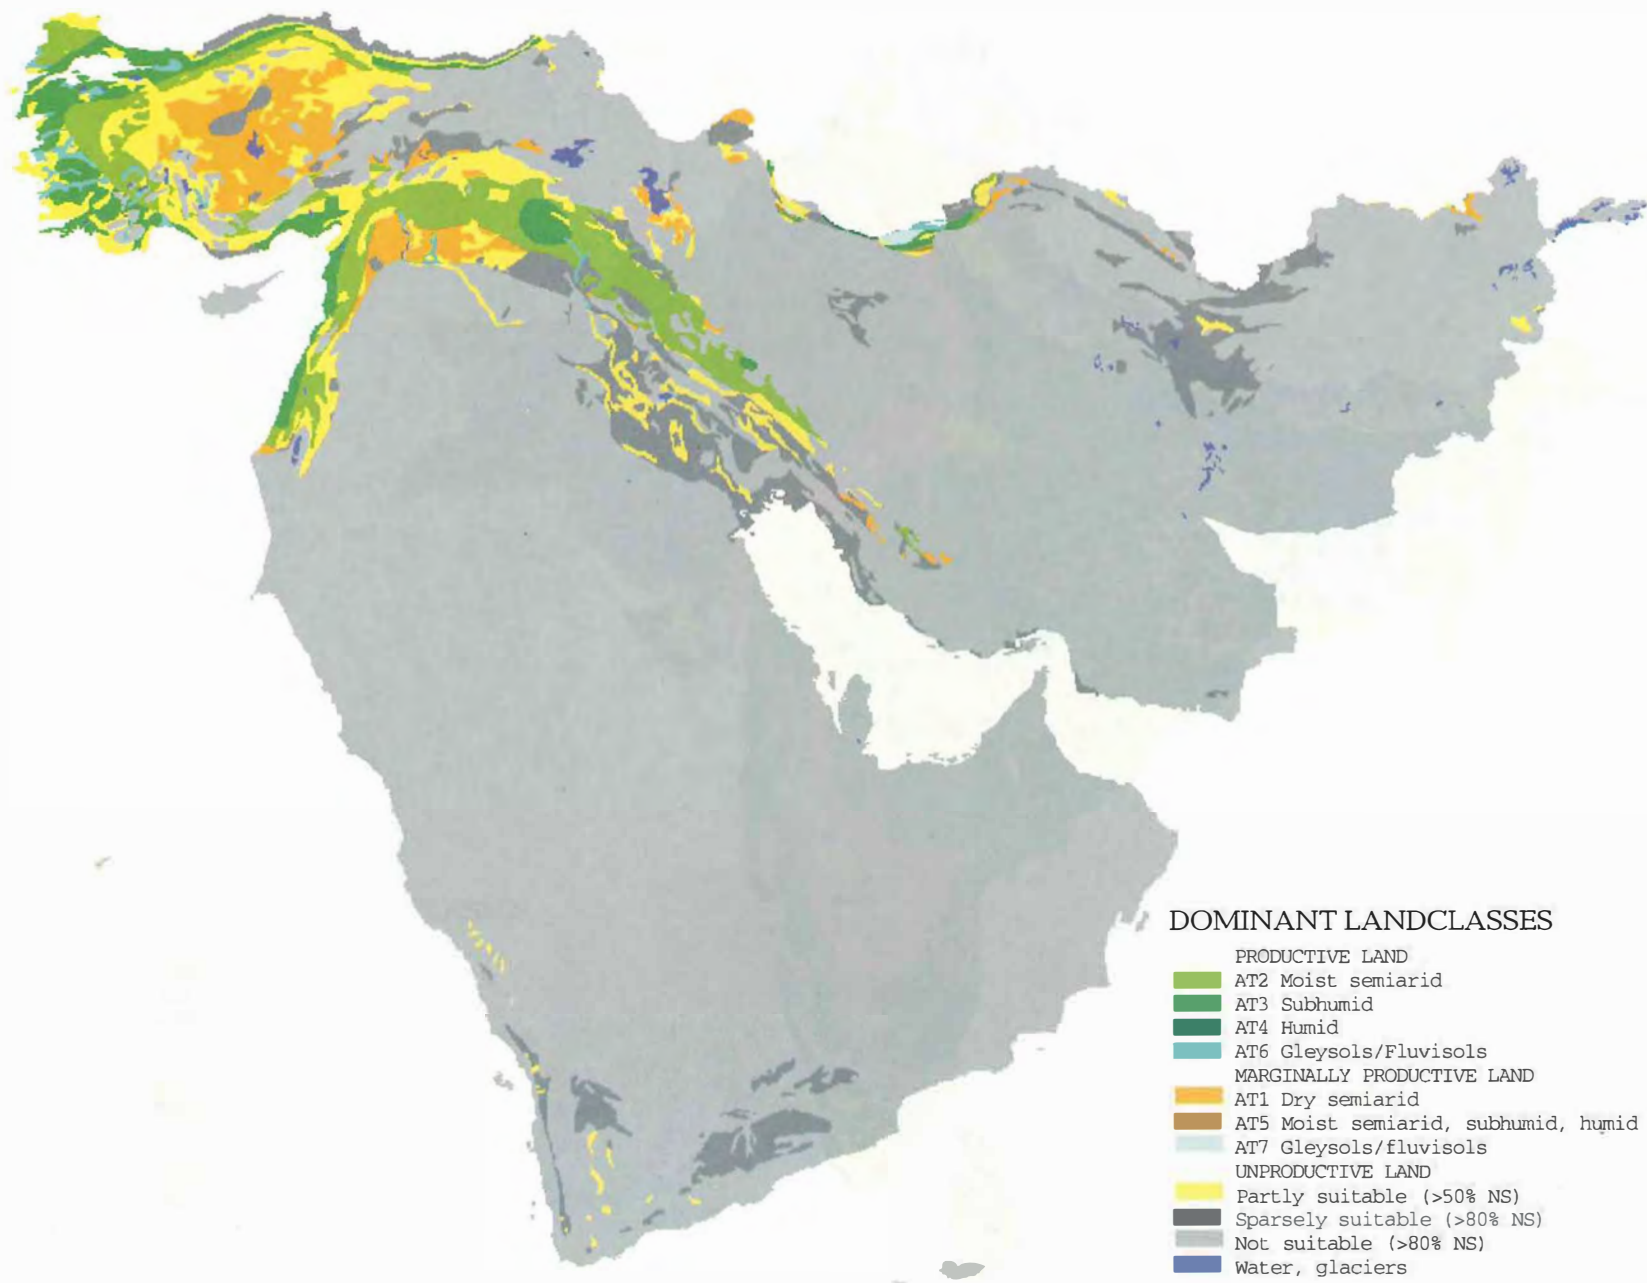 DOMINANT LANDCLASSES
PRODUCTIVE LAND
AT2 Moist semiarid
AT3 Subhumid
AT4 Humid
AT6 Gleysols/Fluvisols
MARGINALLY PRODUCTIVE LAND
AT1 Dry semiarid
AT5 Moist semiarid, subhumid, humid
AT7 Gleysols/fluvisols
UNPRODUCTIVE LAND
Partly suitable (>50% NS)
Sparsely suitable (>80% NS)
Not suitable (>80% NS)
Water, glaciers